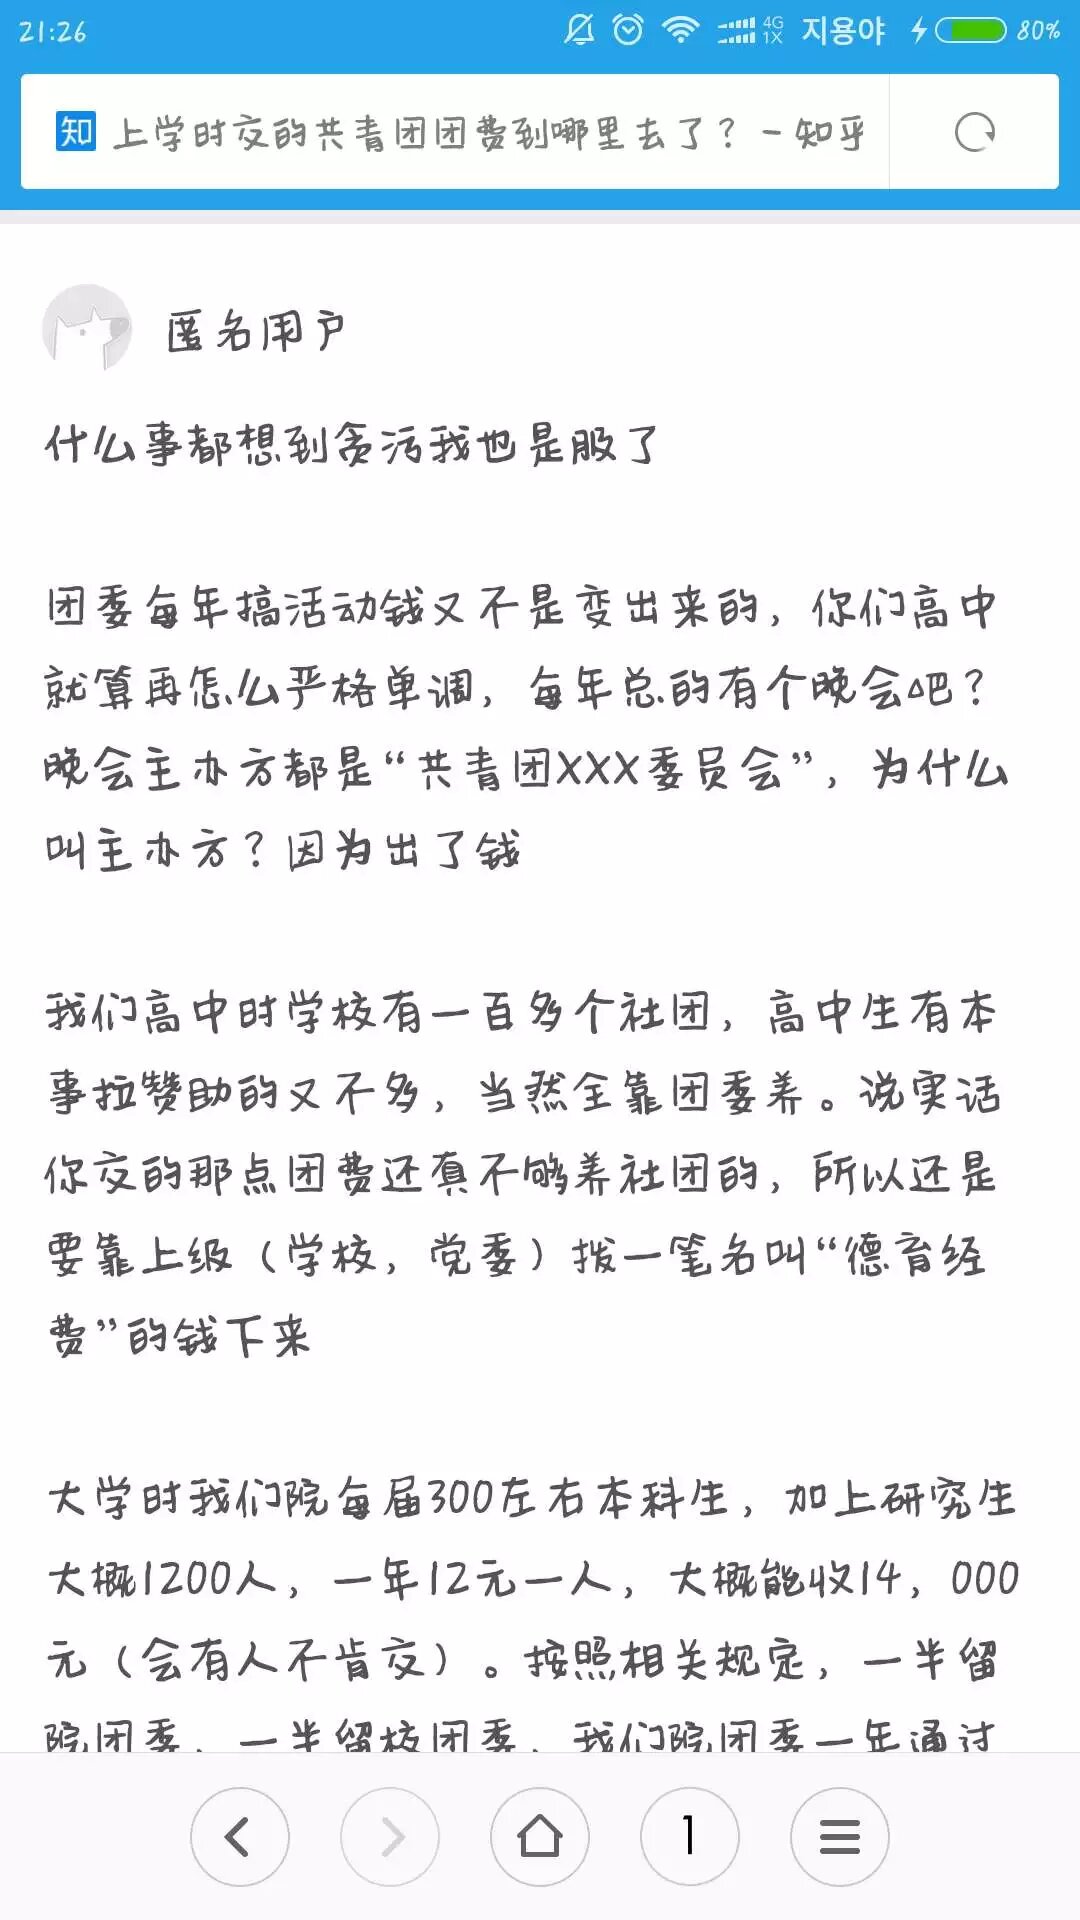 21:26
4G
1X
지용야
80%
知 上学时交的共青团团费到哪里去了？-知乎
匿名用户
什么事都想到贪污我也是服了
团委每年搞活动钱又不是变出来的，你们高中
就算再怎么严格单调，每年总的有个晚会吧？
晚会主办方都是“共青团XXX委员会”，为什么
叫主办方？因为出了钱
我们高中时学校有一百多个社团，高中生有本
事拉赞助的又不多，当然全靠团委养。说实话
你交的那点团费还真不够养社团的，所以还是
要靠上级（学校，党委）拨一笔名叫“德育经
费”的钱下来
大学时我们院每届300左右本科生，加上研究生
大概1200人，一年12元一人，大概能收14，000
元（会有人不肯交）。按照相关规定，一半留
院团委，一半留校团委，我们院团委一年通过
1